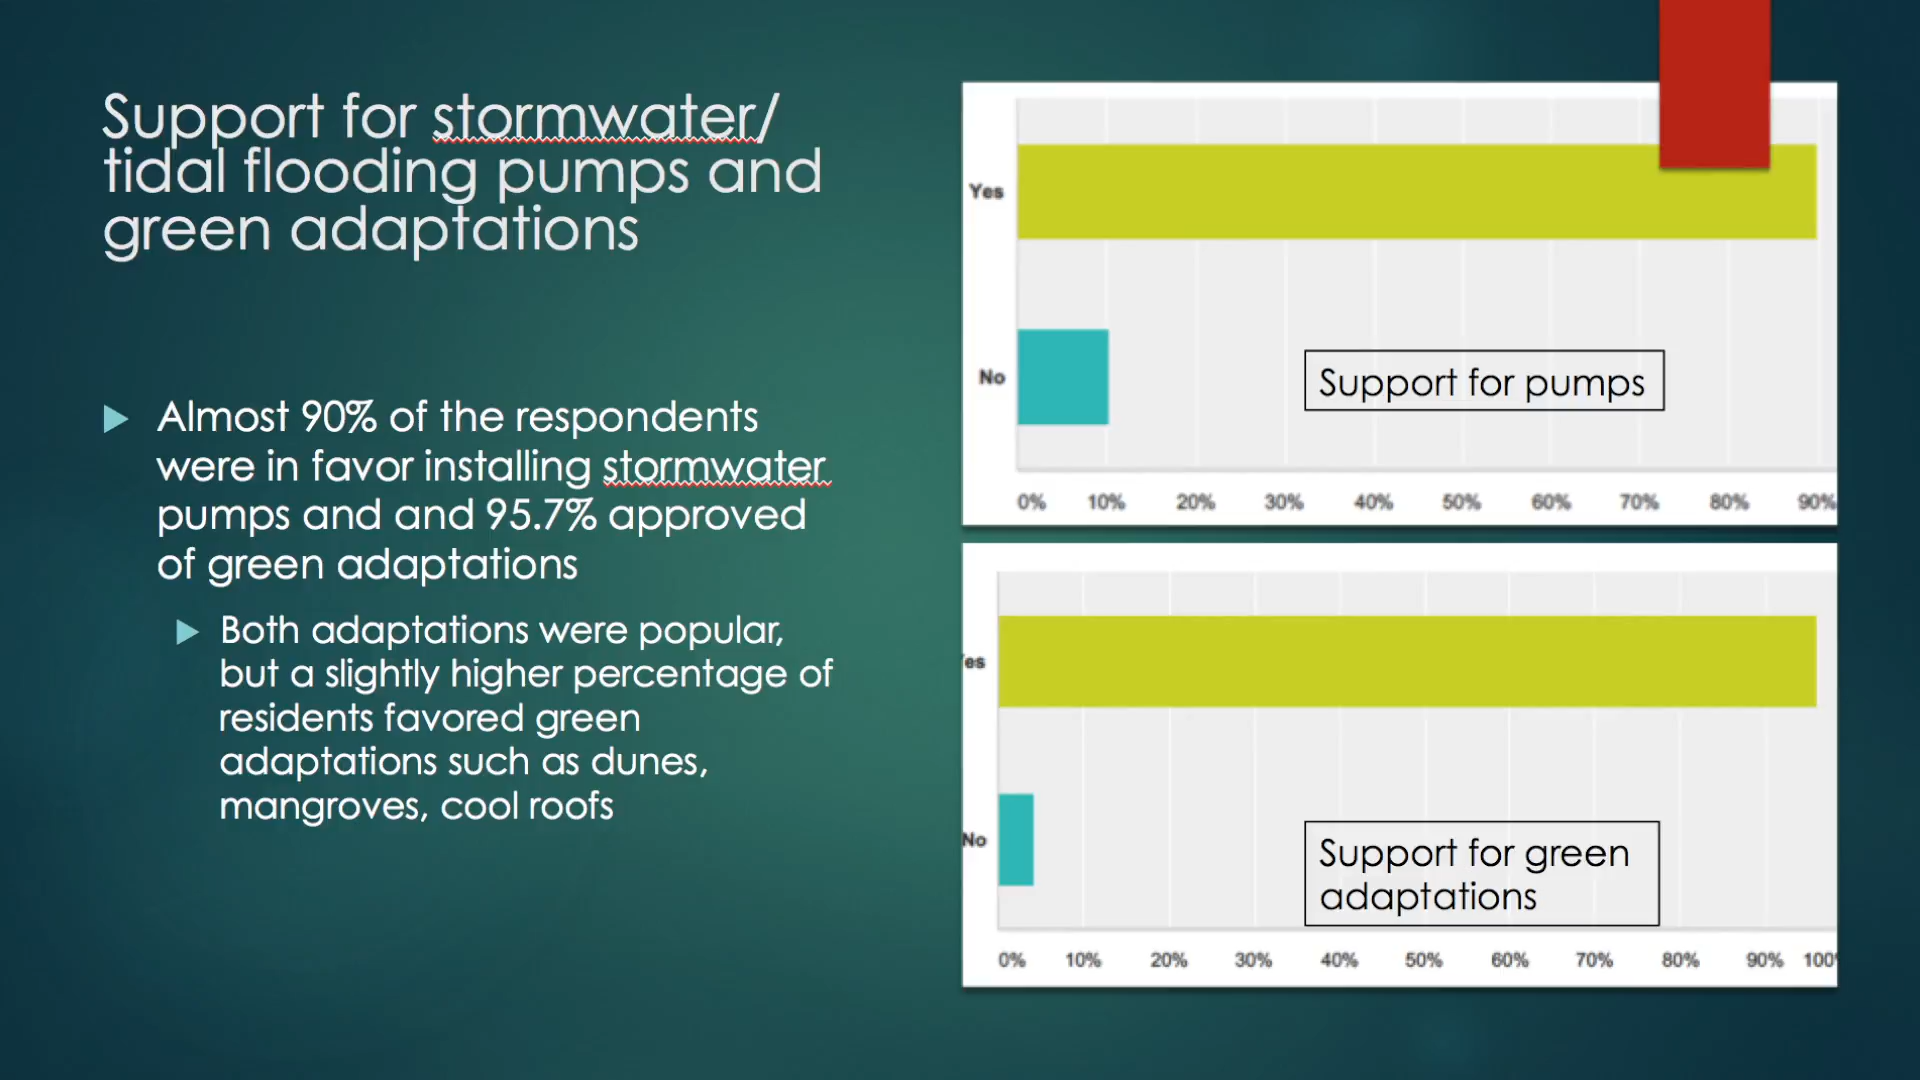 Support for stormwater/
tidal flooding pumps and
green adaptations
Almost 90% of the respondents
were in favor installing stormwater
pumps and and 95.7% approved
of green adaptations
Both adaptations were popular,
but a slightly higher percentage of
residents favored green
adaptations such as dunes,
mangroves, cool roofs
Yes
No
Support for pumps
0% 10% 20% 30% 40% 50% 60% 70% 80% 90%
es
No
Support for green
adaptations
0% 10% 20% 30% 40% 50% 60% 70% 80% 90% 100